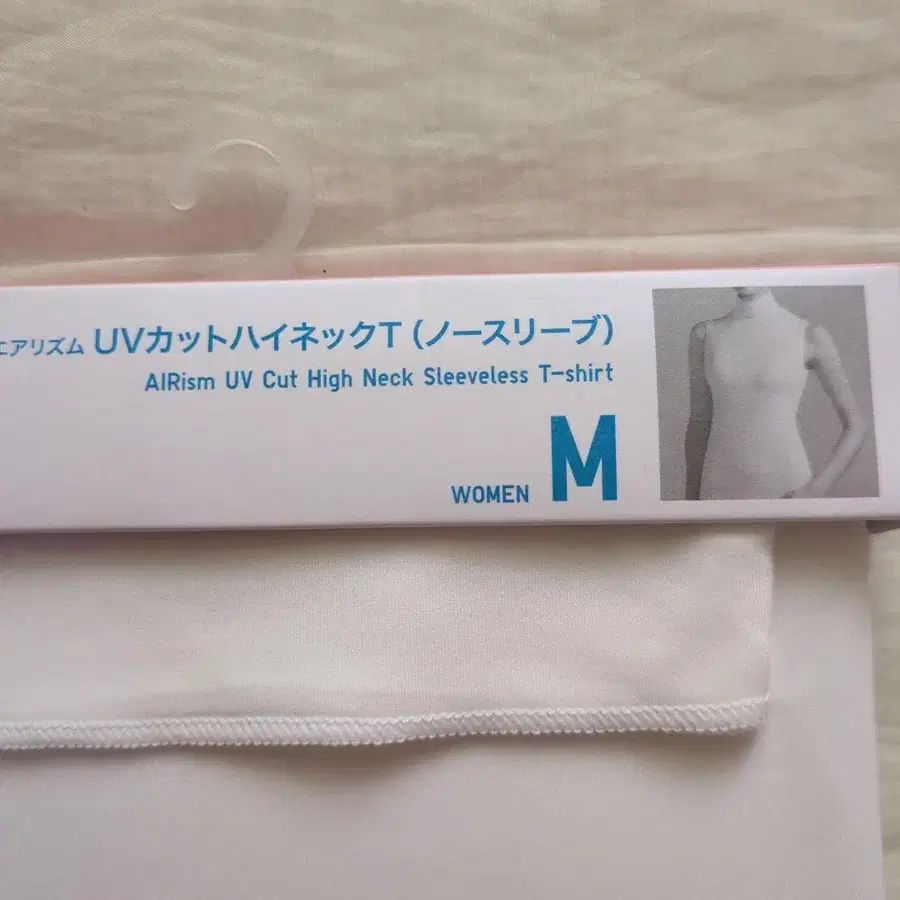 エアリズム UVカットハイネックT（ノースリーブ）
AIRism UV Cut High Neck Sleeveless T-shirt
WOMEN M